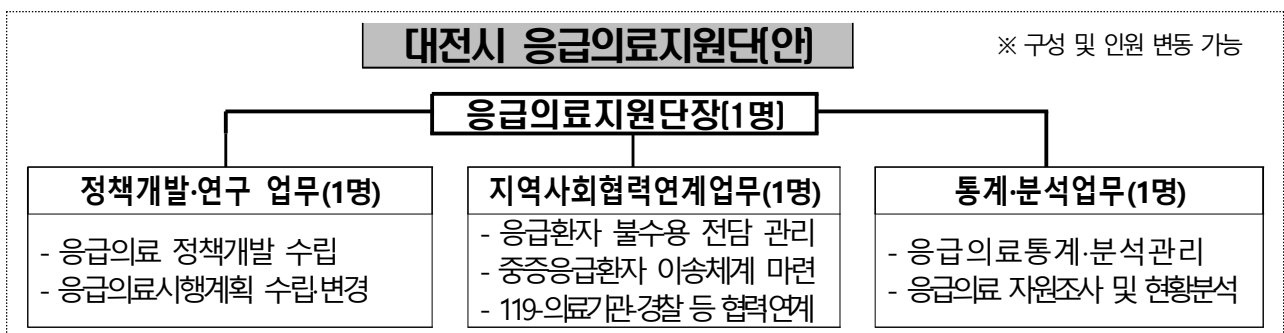 대전시 응급의료지원단(안)
※ 구성 및 인원 변동 가능
응급의료지원단장(1명)
정책개발·연구 업무(1명)
- 응급의료 정책개발 수립
- 응급의료시행계획 수립·변경
지역사회협력연계업무(1명)
- 응급환자 불수용 전담 관리
- 중증응급환자 이송체계 마련
- 119-의료기관-경찰 등 협력연계
통계·분석업무(1명)
- 응급의료통계·분석관리
- 응급의료 자원조사 및 현황분석